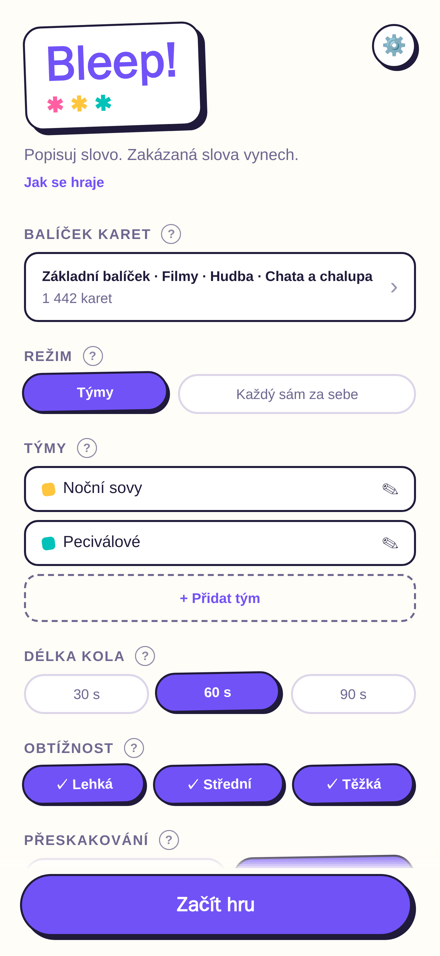 Bleep!
Popisuj slovo. Zakázaná slova vynech.
Jak se hraje
BALÍČEK KARET ?
Základní balíček · Filmy · Hudba · Chata a chalupa
1 442 karet
REŽIM ?
Týmy
Každý sám za sebe
TÝMY ?
Noční sovy
Peciválové
+ Přidat tým
DÉLKA KOLA ?
30 s
60 s
90 s
OBTÍŽNOST ?
✓ Lehká
✓ Střední
✓ Těžká
PŘESKAKOVÁNÍ ?
Začít hru